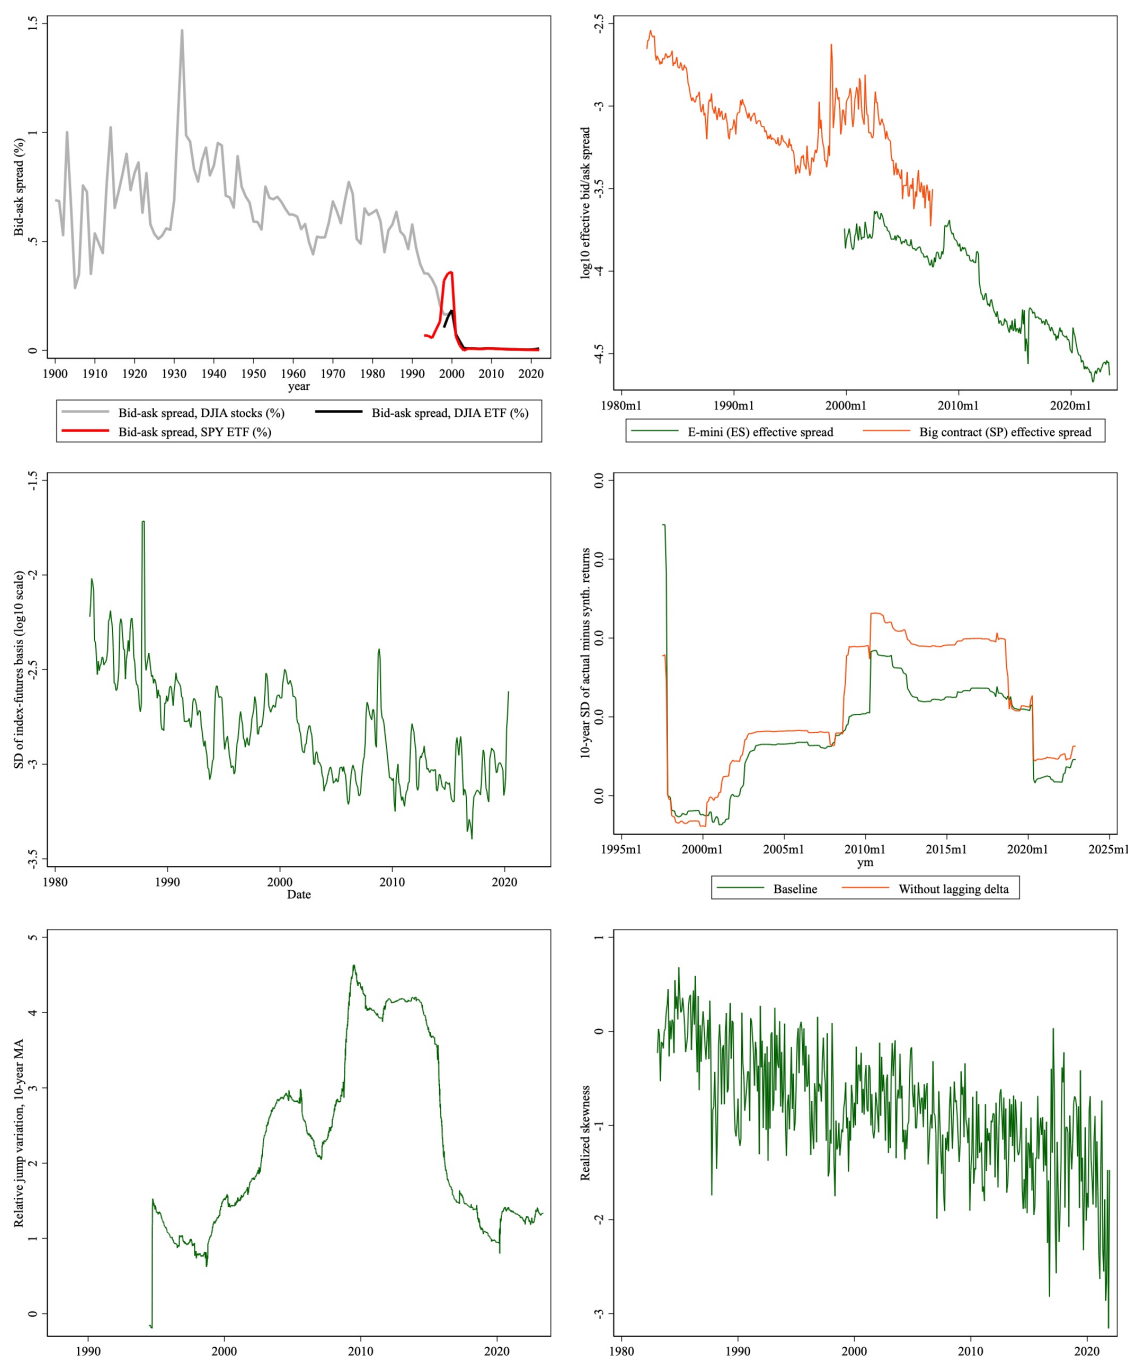 Bid-ask spread (%)
1.5
1
.5
0
1900 1910 1920 1930 1940 1950 1960 1970 1980 1990 2000 2010 2020
year
Bid-ask spread, DJIA stocks (%) Bid-ask spread, DJIA ETF (%)
Bid-ask spread, SPY ETF (%)
log10 effective bid/ask spread
-2.5
-3
-3.5
-4
-4.5
1980m1 1990m1 2000m1 2010m1 2020m1
E-mini (ES) effective spread Big contract (SP) effective spread
SD of index-futures basis (log10 scale)
-1.5
-2
-2.5
-3
-3.5
1980 1990 2000 2010 2020
Date
10-year SD of actual minus synth. returns
0.0
0.0
0.0
0.0
0.0
1995m1 2000m1 2005m1 2010m1 2015m1 2020m1 2025m1
ym
Baseline Without lagging delta
Relative jump variation, 10-year MA
5
4
3
2
1
0
1990 2000 2010 2020
Realized skewness
1
0
-1
-2
-3
1980 1990 2000 2010 2020